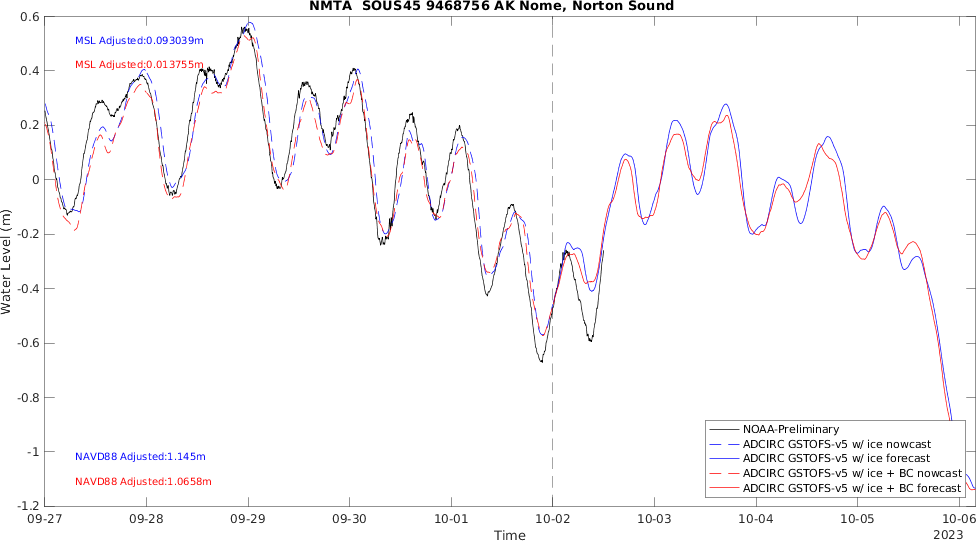 NMTA  SOUS45 9468756 AK Nome, Norton Sound
0.6
0.4
0.2
0
-0.2
-0.4
-0.6
-0.8
-1
-1.2
Water Level (m)
MSL Adjusted:0.093039m
MSL Adjusted:0.013755m
NAVD88 Adjusted:1.145m
NAVD88 Adjusted:1.0658m
NOAA-Preliminary
ADCIRC GSTOFS-v5 w/ ice nowcast
ADCIRC GSTOFS-v5 w/ ice forecast
ADCIRC GSTOFS-v5 w/ ice + BC nowcast
ADCIRC GSTOFS-v5 w/ ice + BC forecast
09-27 09-28 09-29 09-30 10-01 10-02 10-03 10-04 10-05 10-06
Time
2023